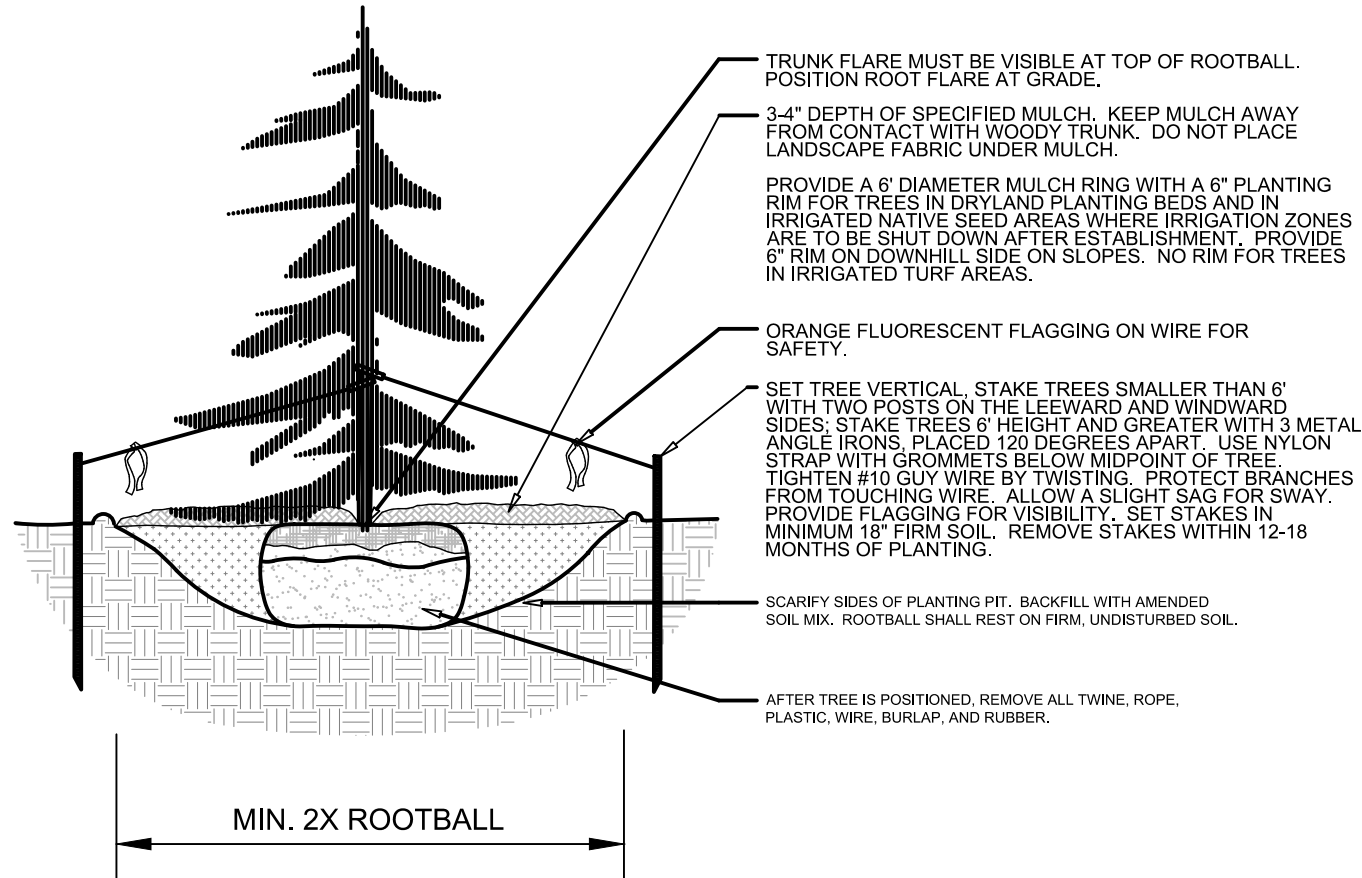 TRUNK FLARE MUST BE VISIBLE AT TOP OF ROOTBALL.
POSITION ROOT FLARE AT GRADE.
3-4" DEPTH OF SPECIFIED MULCH. KEEP MULCH AWAY
FROM CONTACT WITH WOODY TRUNK. DO NOT PLACE
LANDSCAPE FABRIC UNDER MULCH.
PROVIDE A 6' DIAMETER MULCH RING WITH A 6" PLANTING
RIM FOR TREES IN DRYLAND PLANTING BEDS AND IN
IRRIGATED NATIVE SEED AREAS WHERE IRRIGATION ZONES
ARE TO BE SHUT DOWN AFTER ESTABLISHMENT. PROVIDE
6" RIM ON DOWNHILL SIDE ON SLOPES. NO RIM FOR TREES
IN IRRIGATED TURF AREAS.
ORANGE FLUORESCENT FLAGGING ON WIRE FOR
SAFETY.
SET TREE VERTICAL, STAKE TREES SMALLER THAN 6'
WITH TWO POSTS ON THE LEEWARD AND WINDWARD
SIDES; STAKE TREES 6' HEIGHT AND GREATER WITH 3 METAL
ANGLE IRONS, PLACED 120 DEGREES APART. USE NYLON
STRAP WITH GROMMETS BELOW MIDPOINT OF TREE.
TIGHTEN #10 GUY WIRE BY TWISTING. PROTECT BRANCHES
FROM TOUCHING WIRE. ALLOW A SLIGHT SAG FOR SWAY.
PROVIDE FLAGGING FOR VISIBILITY. SET STAKES IN
MINIMUM 18" FIRM SOIL. REMOVE STAKES WITHIN 12-18
MONTHS OF PLANTING.
SCARIFY SIDES OF PLANTING PIT. BACKFILL WITH AMENDED
SOIL MIX. ROOTBALL SHALL REST ON FIRM, UNDISTURBED SOIL.
AFTER TREE IS POSITIONED, REMOVE ALL TWINE, ROPE,
PLASTIC, WIRE, BURLAP, AND RUBBER.
MIN. 2X ROOTBALL